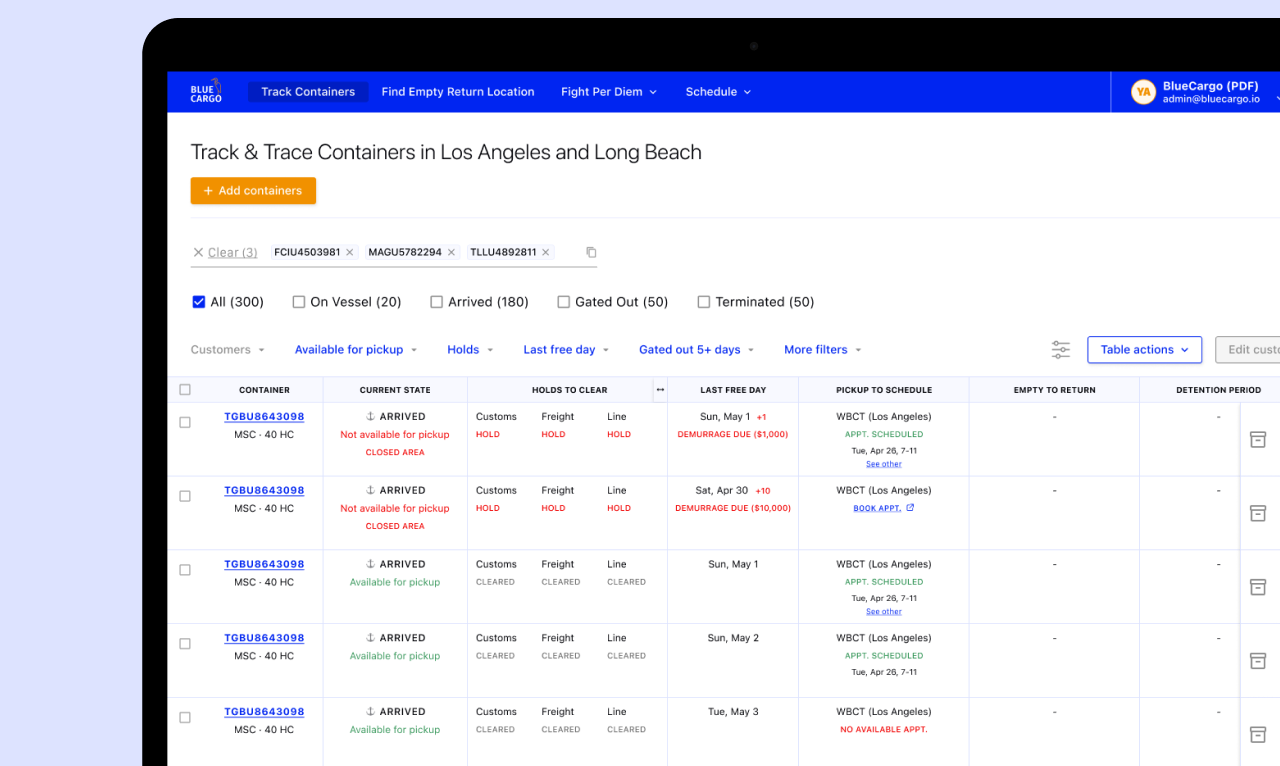 BLUE CARGO
Track Containers Find Empty Return Location Fight Per Diem Schedule
YA BlueCargo (PDF)
admin@bluecargo.io
Track & Trace Containers in Los Angeles and Long Beach
+ Add containers
Clear (3) FCIU4503981 MAGU5782294 TLLU4892811
All (300) On Vessel (20) Arrived (180) Gated Out (50) Terminated (50)
Customers Available for pickup Holds Last free day Gated out 5+ days More filters Table actions Edit custo
CONTAINER CURRENT STATE HOLDS TO CLEAR LAST FREE DAY PICKUP TO SCHEDULE EMPTY TO RETURN DETENTION PERIOD
TGBU8643098 ARRIVED Customs Freight Line Sun, May 1 +1 WBCT (Los Angeles) - -
MSC · 40 HC Not available for pickup HOLD HOLD HOLD DEMURRAGE DUE ($1,000) APPT. SCHEDULED
CLOSED AREA Tue, Apr 26, 7-11
See other
TGBU8643098 ARRIVED Customs Freight Line Sat, Apr 30 +10 WBCT (Los Angeles) - -
MSC · 40 HC Not available for pickup HOLD HOLD HOLD DEMURRAGE DUE ($10,000) BOOK APPT.
CLOSED AREA
TGBU8643098 ARRIVED Customs Freight Line Sun, May 1 WBCT (Los Angeles) - -
MSC · 40 HC Available for pickup CLEARED CLEARED CLEARED APPT. SCHEDULED
Tue, Apr 26, 7-11
See other
TGBU8643098 ARRIVED Customs Freight Line Sun, May 2 WBCT (Los Angeles) - -
MSC · 40 HC Available for pickup CLEARED CLEARED CLEARED APPT. SCHEDULED
Tue, Apr 26, 7-11
TGBU8643098 ARRIVED Customs Freight Line Tue, May 3 WBCT (Los Angeles) - -
MSC · 40 HC Available for pickup CLEARED CLEARED CLEARED NO AVAILABLE APPT.